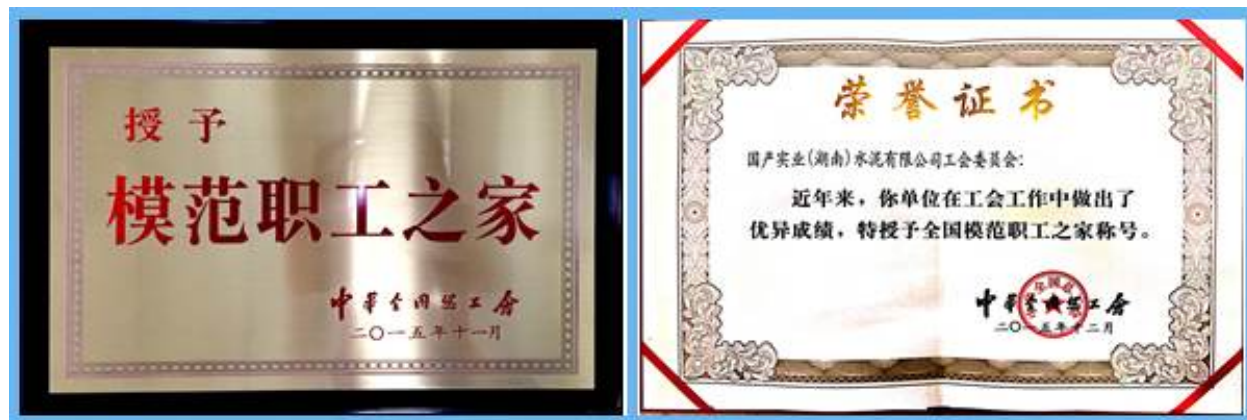 授予
模范职工之家
中华全国总工会
二〇一五年十一月
荣誉证书
国产实业(湖南)水泥有限公司工会委员会:
近年来,你单位在工会工作中做出了
优异成绩,特授予全国模范职工之家称号。
中华全国总工会
二〇一五年十二月